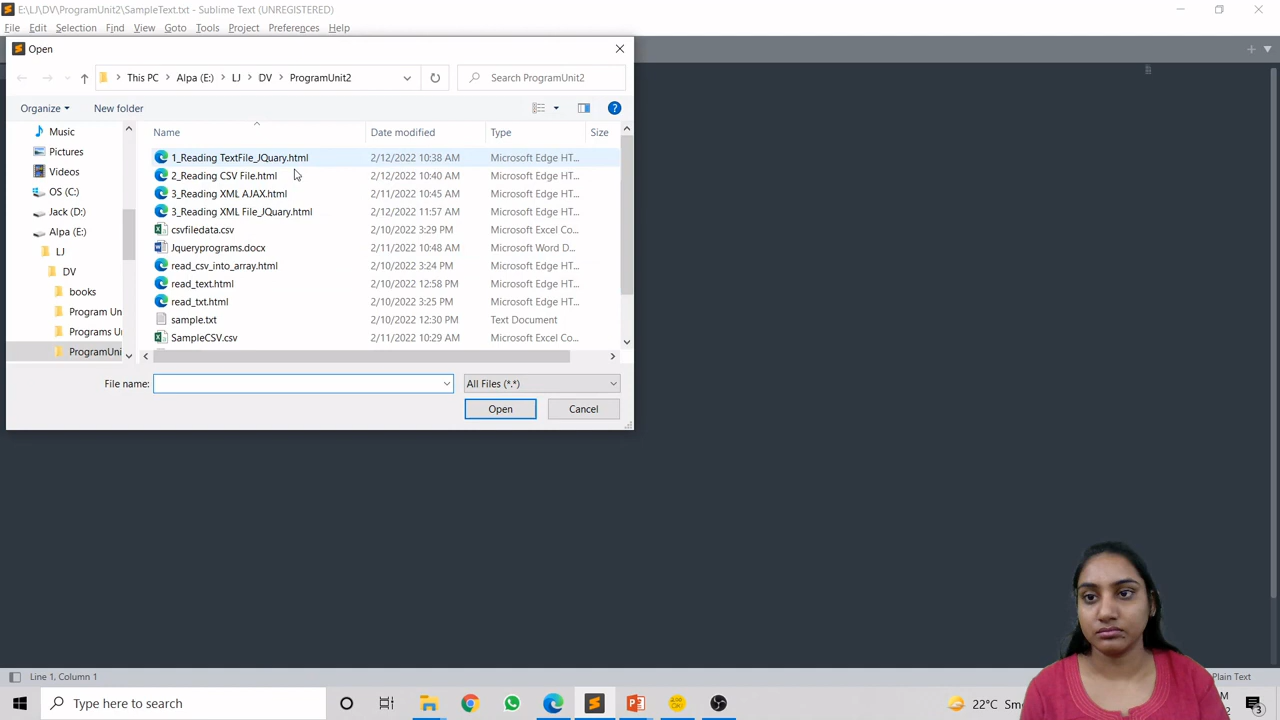 E:\LJ\DV\ProgramUnit2\SampleText.txt - Sublime Text (UNREGISTERED)
File Edit Selection Find View Goto Tools Project Preferences Help
Open
This PC > Alpa (E:) > LJ > DV > ProgramUnit2
Search ProgramUnit2
Organize
New folder
Name Date modified Type Size
Music
Pictures
Videos
OS (C:)
Jack (D:)
Alpa (E:)
LJ
DV
books
Program Un
Programs U
ProgramUni
1_Reading TextFile_JQuary.html 2/12/2022 10:38 AM Microsoft Edge HT...
2_Reading CSV File.html 2/12/2022 10:40 AM Microsoft Edge HT...
3_Reading XML AJAX.html 2/11/2022 10:45 AM Microsoft Edge HT...
3_Reading XML File_JQuary.html 2/12/2022 11:57 AM Microsoft Edge HT...
csvfiledata.csv 2/10/2022 3:29 PM Microsoft Excel Co...
Jqueryprograms.docx 2/11/2022 10:48 AM Microsoft Word D...
read_csv_into_array.html 2/10/2022 3:24 PM Microsoft Edge HT...
read_text.html 2/10/2022 12:58 PM Microsoft Edge HT...
read_txt.html 2/10/2022 3:25 PM Microsoft Edge HT...
sample.txt 2/10/2022 12:30 PM Text Document
SampleCSV.csv 2/11/2022 10:29 AM Microsoft Excel Co...
File name:
All Files (*.*)
Open
Cancel
Line 1, Column 1
Plain Text
Type here to search
22°C
3